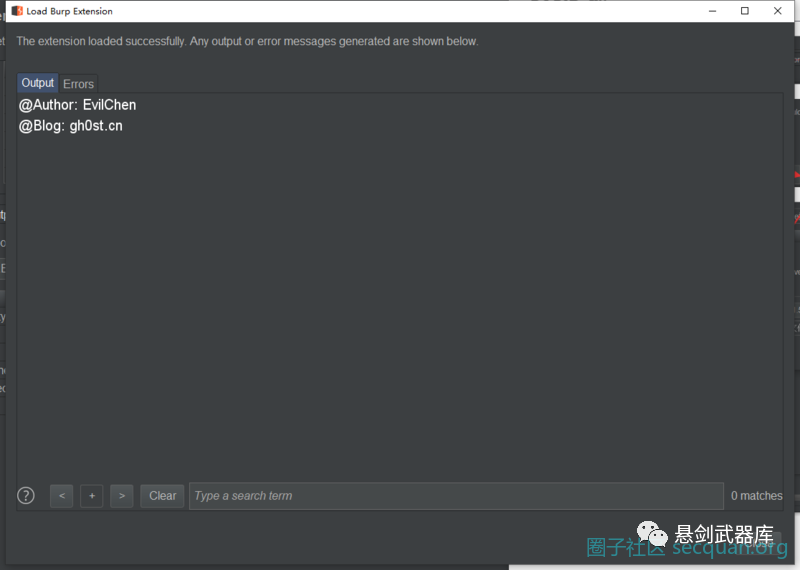 Load Burp Extension
The extension loaded successfully. Any output or error messages generated are shown below.
Output Errors
@Author: EvilChen
@Blog: gh0st.cn
? < + > Clear Type a search term 0 matches
悬剑武器库
圈子社区 secquan.org